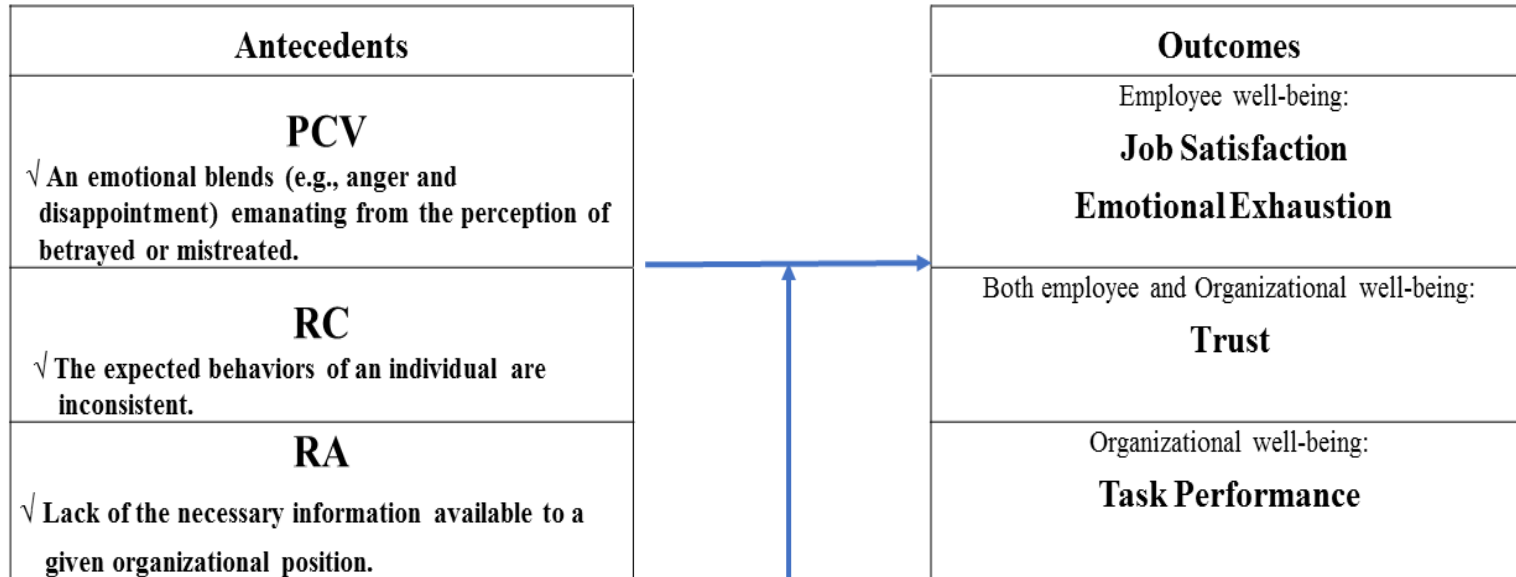 Antecedents
PCV
√ An emotional blends (e.g., anger and
disappointment) emanating from the perception of
betrayed or mistreated.
RC
√ The expected behaviors of an individual are
inconsistent.
RA
√ Lack of the necessary information available to a
given organizational position.
Outcomes
Employee well-being:
Job Satisfaction
Emotional Exhaustion
Both employee and Organizational well-being:
Trust
Organizational well-being:
Task Performance